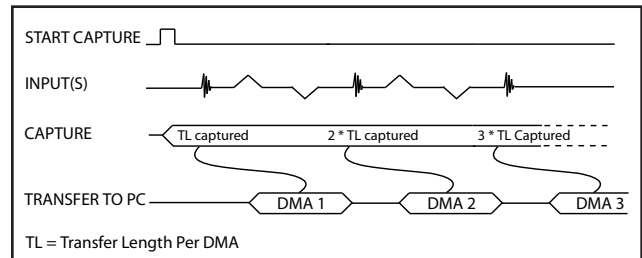 START CAPTURE
INPUT(S)
CAPTURE
TL captured 2 * TL captured 3 * TL Captured
TRANSFER TO PC
DMA 1 DMA 2 DMA 3
TL = Transfer Length Per DMA